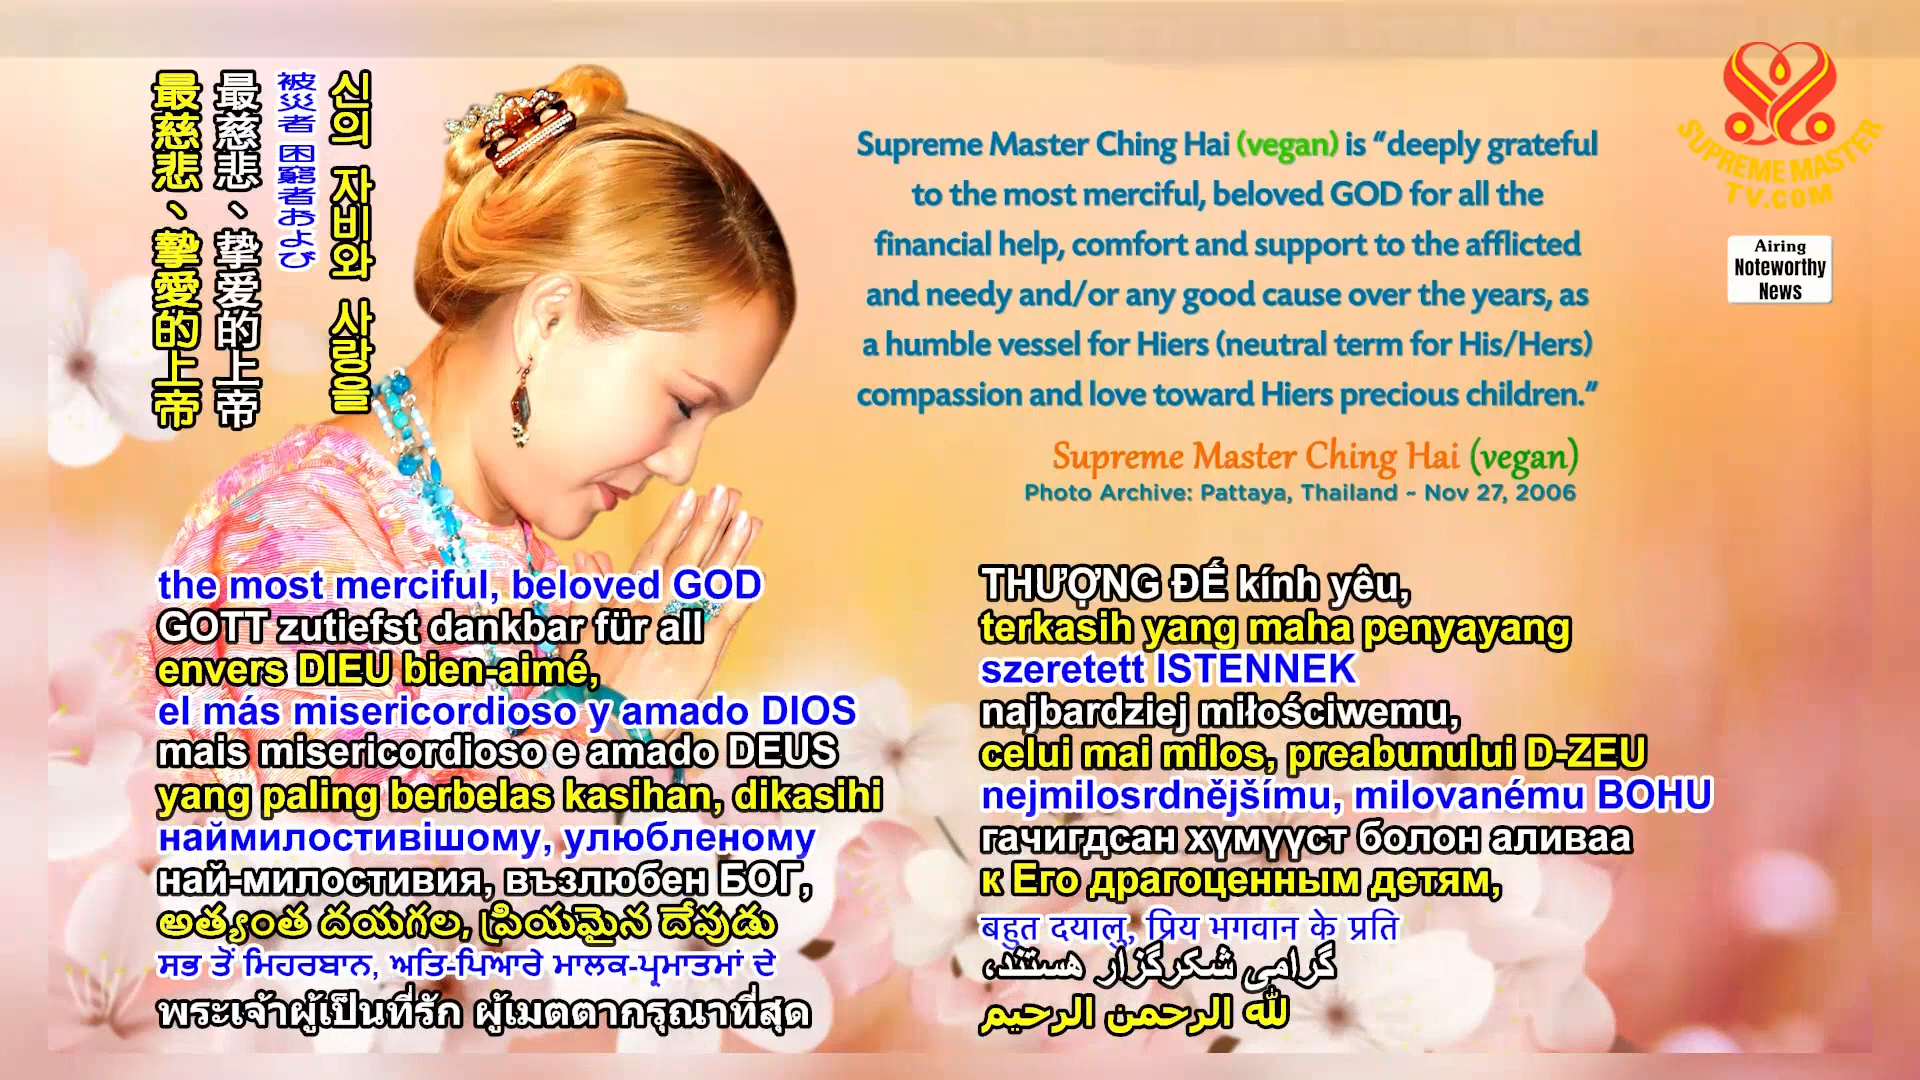 最慈悲、摯愛的上帝
最慈悲、挚爱的上帝
被災者 困窮者および
신의 자비와 사랑을
Supreme Master Ching Hai (vegan) is “deeply grateful
to the most merciful, beloved GOD for all the
financial help, comfort and support to the afflicted
and needy and/or any good cause over the years, as
a humble vessel for Hiers (neutral term for His/Hers)
compassion and love toward Hiers precious children.”
Supreme Master Ching Hai (vegan)
Photo Archive: Pattaya, Thailand ~ Nov 27, 2006
SUPREME MASTER
TV.COM
Airing
Noteworthy
News
the most merciful, beloved GOD
GOTT zutiefst dankbar für all
envers DIEU bien-aimé,
el más misericordioso y amado DIOS
mais misericordioso e amado DEUS
yang paling berbelas kasihan, dikasihi
наймилостивішому, улюбленому
най-милостивия, възлюбен БОГ,
అత్యంత దయగల, ప్రియమైన దేవుడు
ਸਭ ਤੋਂ ਮਿਹਰਬਾਨ, ਅਤਿ-ਪਿਆਰੇ ਮਾਲਕ-ਪ੍ਰਮਾਤਮਾਂ ਦੇ
พระเจ้าผู้เป็นที่รัก ผู้เมตตากรุณาที่สุด
THƯỢNG ĐẾ kính yêu,
terkasih yang maha penyayang
szeretett ISTENNEK
najbardziej miłościwemu,
celui mai milos, preabunului D-ZEU
nejmilosrdnějšímu, milovanému BOHU
гачигдсан хүмүүст болон аливаа
к Его драгоценным детям,
बहुत दयालु, प्रिय भगवान के प्रति
گرامی شکرگزار هستند،
لله الرحمن الرحيم